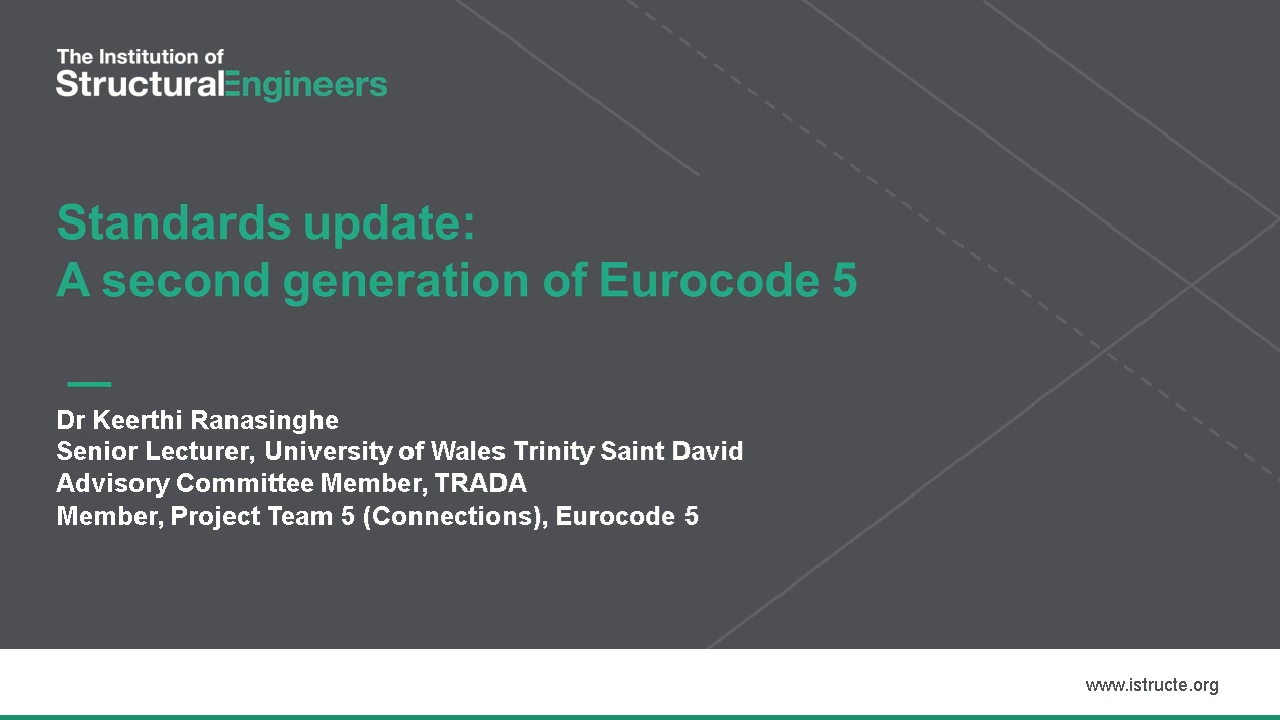 The Institution of
StructuralEngineers
Standards update:
A second generation of Eurocode 5
Dr Keerthi Ranasinghe
Senior Lecturer, University of Wales Trinity Saint David
Advisory Committee Member, TRADA
Member, Project Team 5 (Connections), Eurocode 5
www.istructe.org